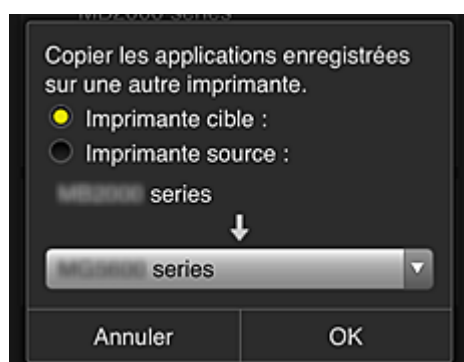 Copier les applications enregistrées
sur une autre imprimante.
Imprimante cible :
Imprimante source :
series
series
Annuler
OK